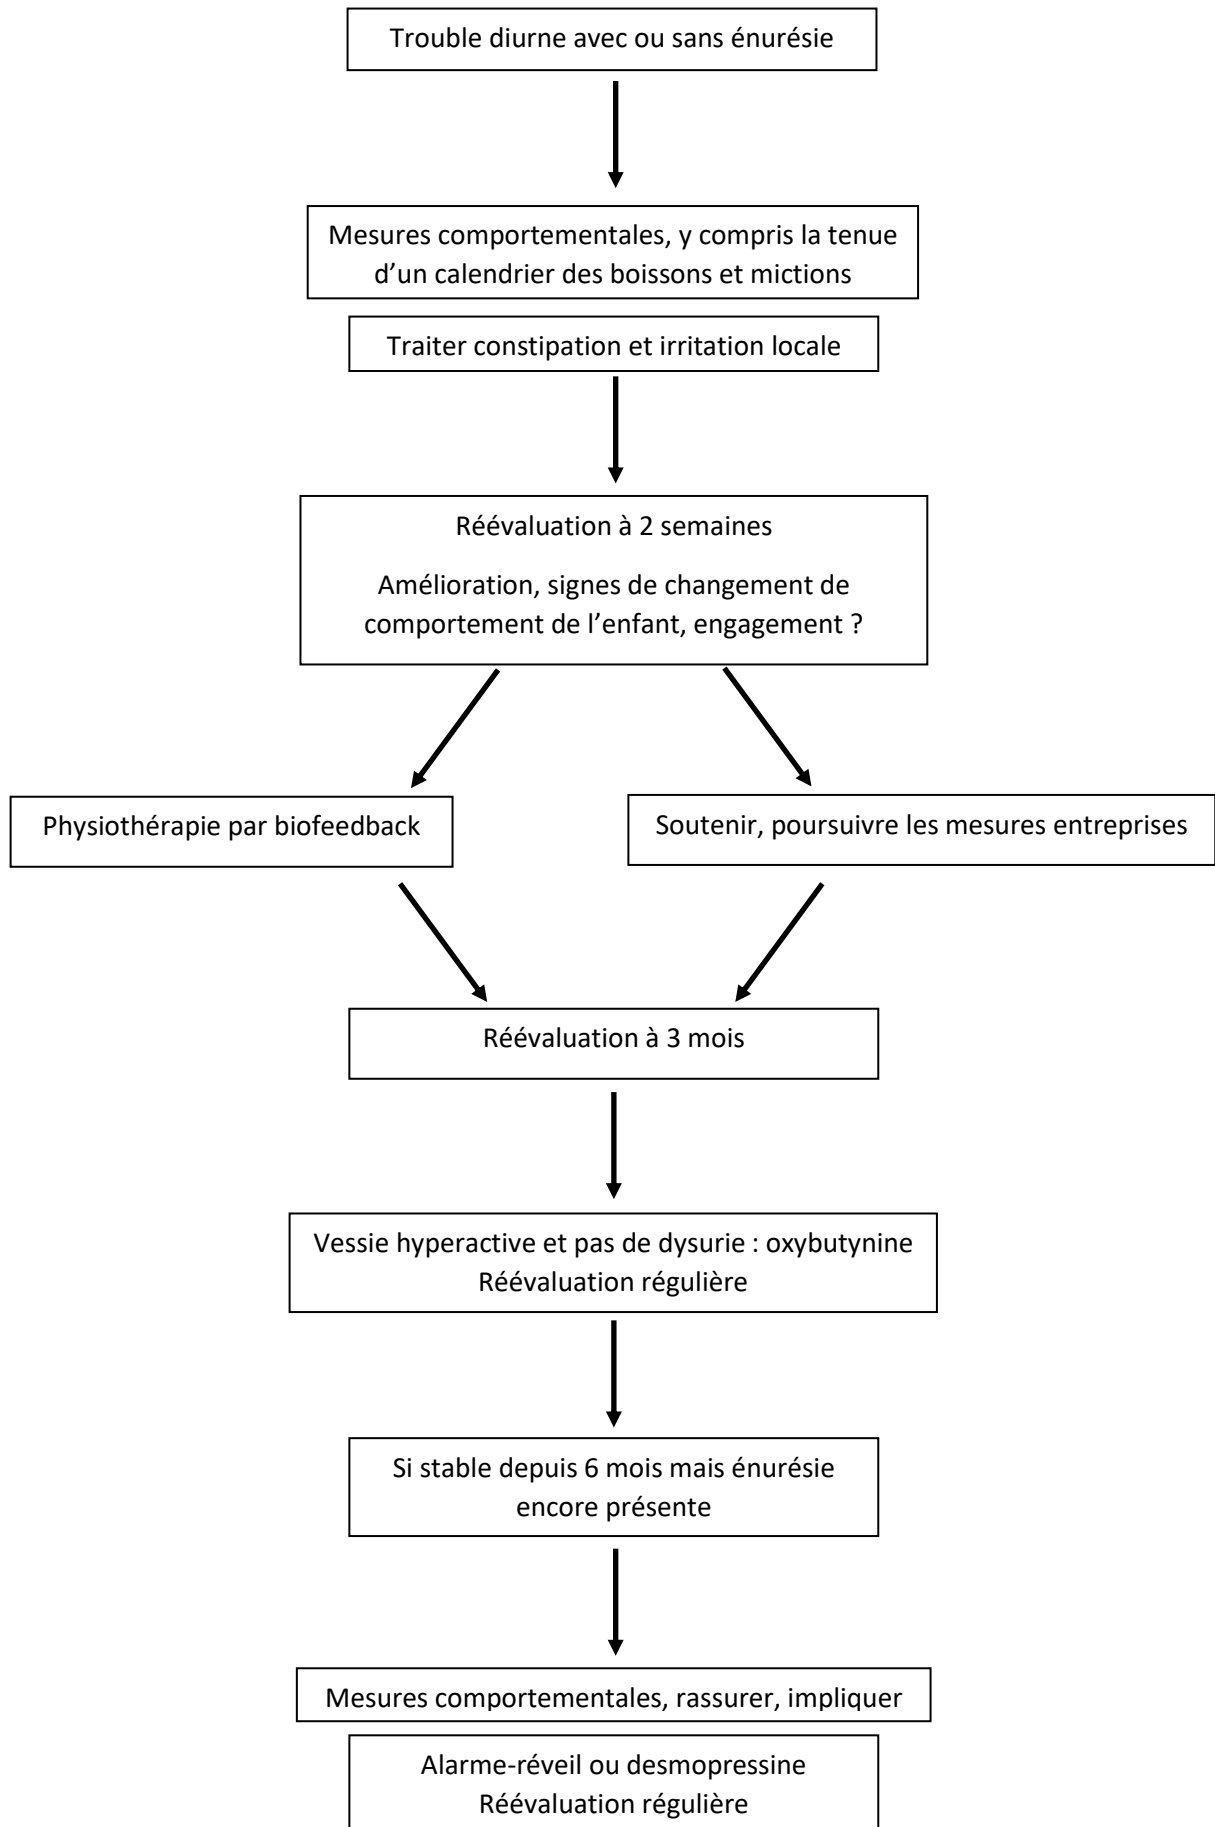 Trouble diurne avec ou sans énurésie
Mesures comportementales, y compris la tenue
d’un calendrier des boissons et mictions
Traiter constipation et irritation locale
Réévaluation à 2 semaines
Amélioration, signes de changement de
comportement de l’enfant, engagement ?
Physiothérapie par biofeedback
Soutenir, poursuivre les mesures entreprises
Réévaluation à 3 mois
Vessie hyperactive et pas de dysurie : oxybutynine
Réévaluation régulière
Si stable depuis 6 mois mais énurésie
encore présente
Mesures comportementales, rassurer, impliquer
Alarme-réveil ou desmopressine
Réévaluation régulière